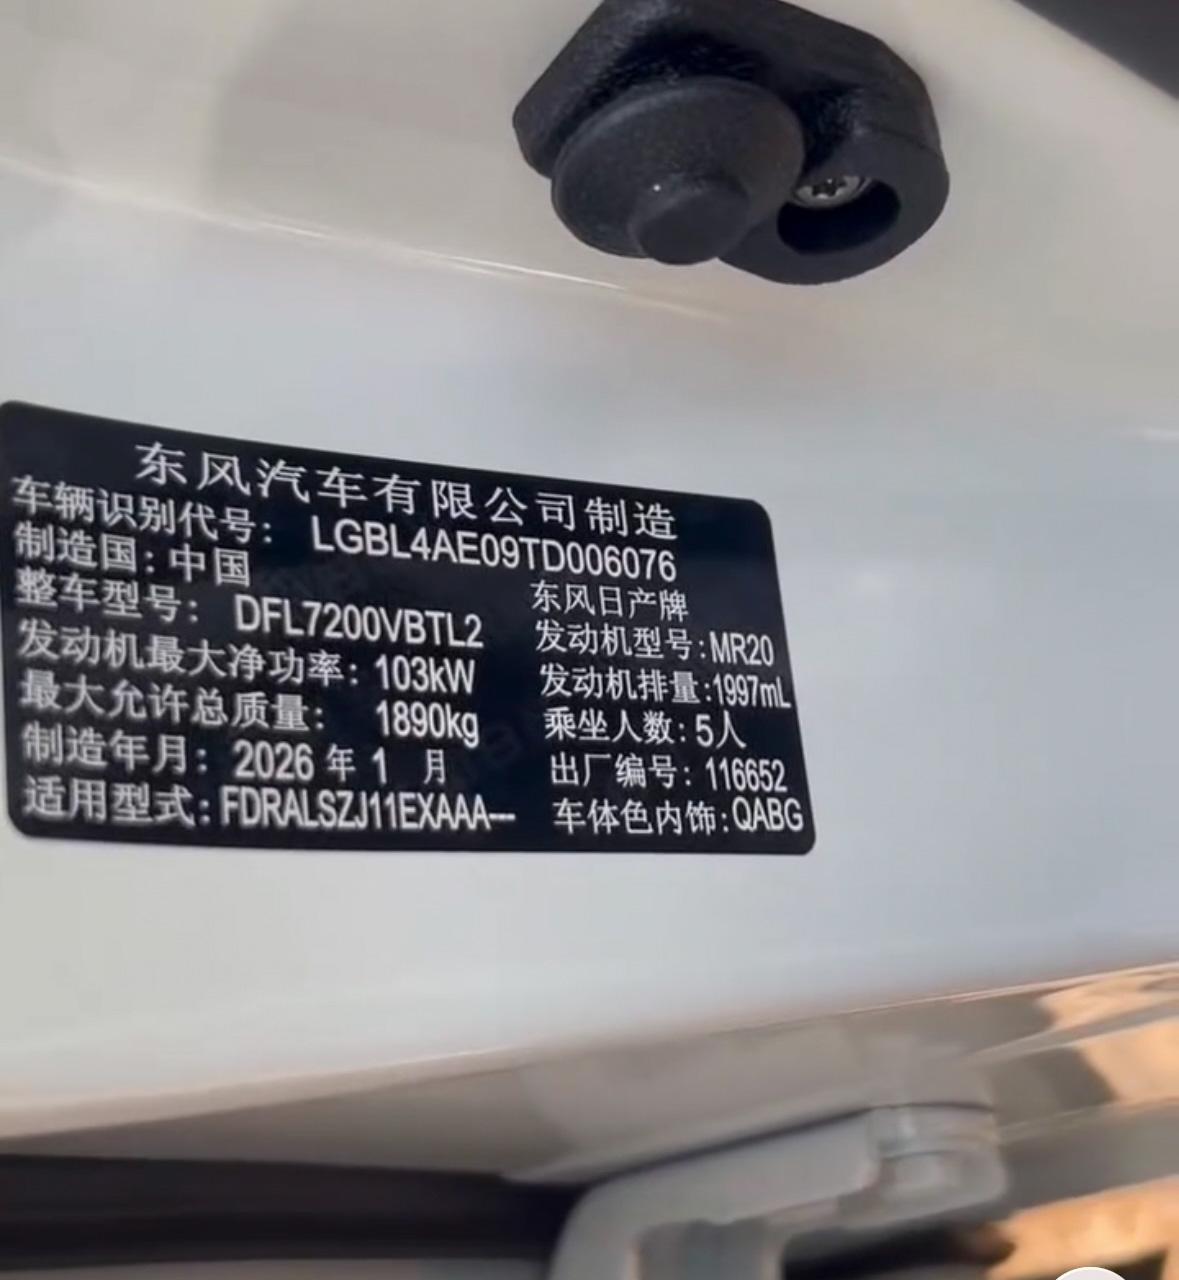 东风汽车有限公司制造
车辆识别代号： LGBL4AE09TD006076
制造国：中国 东风日产牌
整车型号： DFL7200VBTL2 发动机型号：MR20
发动机最大净功率：103kW 发动机排量：1997mL
最大允许总质量： 1890kg 乘坐人数：5人
制造年月：2026年1月 出厂编号：116652
适用型式：FDRALSZJ11EXAAA--- 车体色内饰：QABG